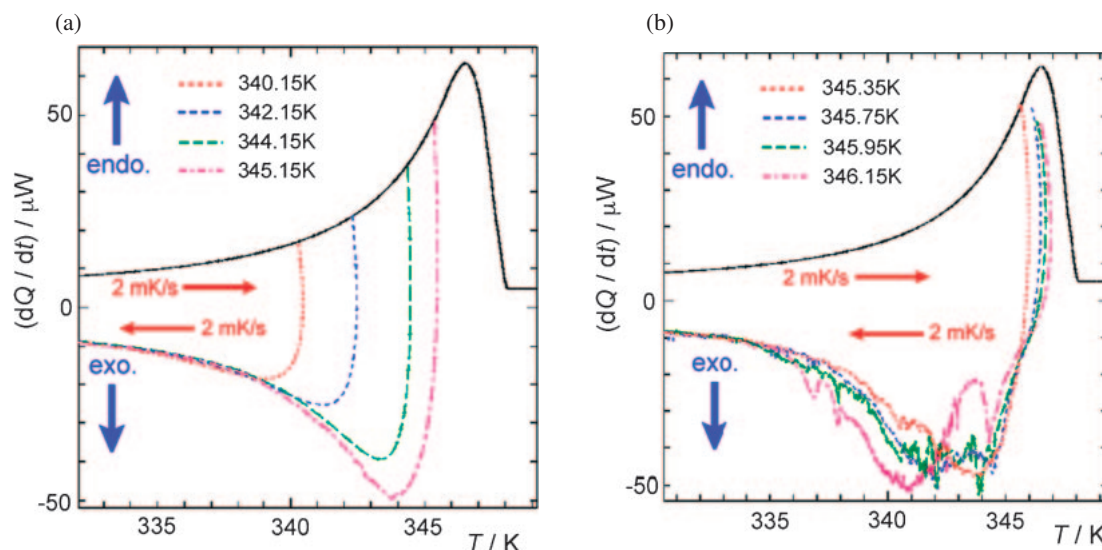 (a)
(dQ / dt) / μW
50
0
-50
endo.
exo.
340.15K
342.15K
344.15K
345.15K
2 mK/s
2 mK/s
335
340
345
T / K
(b)
(dQ / dt) / μW
50
0
-50
endo.
exo.
345.35K
345.75K
345.95K
346.15K
2 mK/s
2 mK/s
335
340
345
T / K